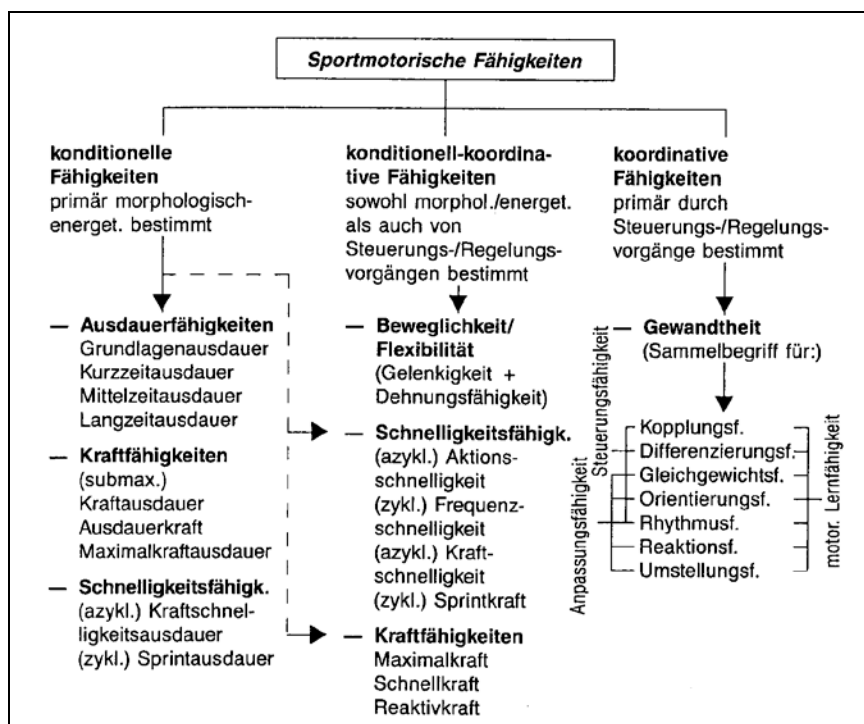 Sportmotorische Fähigkeiten
konditionelle
Fähigkeiten
primär morphologisch-
energet. bestimmt
— Ausdauerfähigkeiten
Grundlagenausdauer
Kurzzeitausdauer
Mittelzeitausdauer
Langzeitausdauer
— Kraftfähigkeiten
(submax.)
Kraftausdauer
Ausdauerkraft
Maximalkraftausdauer
— Schnelligkeitsfähigk.
(azykl.) Kraftschnel-
ligkeitsausdauer
(zykl.) Sprintausdauer
konditionell-koordina-
tive Fähigkeiten
sowohl morphol./energet.
als auch von
Steuerungs-/Regelungs-
vorgängen bestimmt
— Beweglichkeit/
Flexibilität
(Gelenkigkeit +
Dehnungsfähigkeit)
— Schnelligkeitsfähigk.
(azykl.) Aktions-
schnelligkeit
(zykl.) Frequenz-
schnelligkeit
(azykl.) Kraft-
schnelligkeit
(zykl.) Sprintkraft
— Kraftfähigkeiten
Maximalkraft
Schnellkraft
Reaktivkraft
koordinative
Fähigkeiten
primär durch
Steuerungs-/Regelungs-
vorgänge bestimmt
— Gewandtheit
(Sammelbegriff für:)
Anpassungsfähigkeit
Steuerungsfähigkeit
Kopplungsf.
Differenzierungsf.
Gleichgewichtsf.
Orientierungsf.
Rhythmusf.
Reaktionsf.
Umstellungsf.
motor. Lernfähigkeit